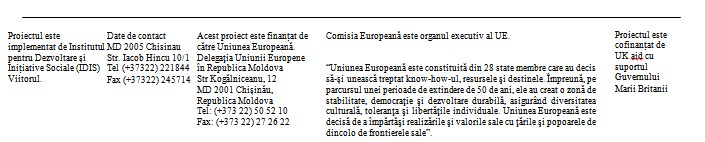 Proiectul este
implementat de Institutul
pentru Dezvoltare și
Inițiative Sociale (IDIS)
Viitorul.
Date de contact
MD 2005 Chisinau
Str. Iacob Hincu 10/1
Tel (+37322) 221844
Fax (+37322) 245714
Acest proiect este finanțat de
către Uniunea Europeană.
Delegația Uniunii Europene
în Republica Moldova
Str Kogâlniceanu, 12
MD 2001 Chișinău,
Republica Moldova
Tel: (+373 22) 50 52 10
Fax: (+373 22) 27 26 22
Comisia Europeană este organul executiv al UE.
“Uniunea Europeană este constituită din 28 state membre care au decis
să-și unească treptat know-how-ul, resursele și destinele. Împreună, pe
parcursul unei perioade de extindere de 50 de ani, ele au creat o zonă de
stabilitate, democrație și dezvoltare durabilă, asigurând diversitatea
culturală, toleranța și libertățile individuale. Uniunea Europeană este
decisă de a împărtăși realizările și valorile sale cu țările și popoarele de
dincolo de frontierele sale”.
Proiectul este
cofinanțat de
UK aid cu
suportul
Guvernului
Marii Britanii